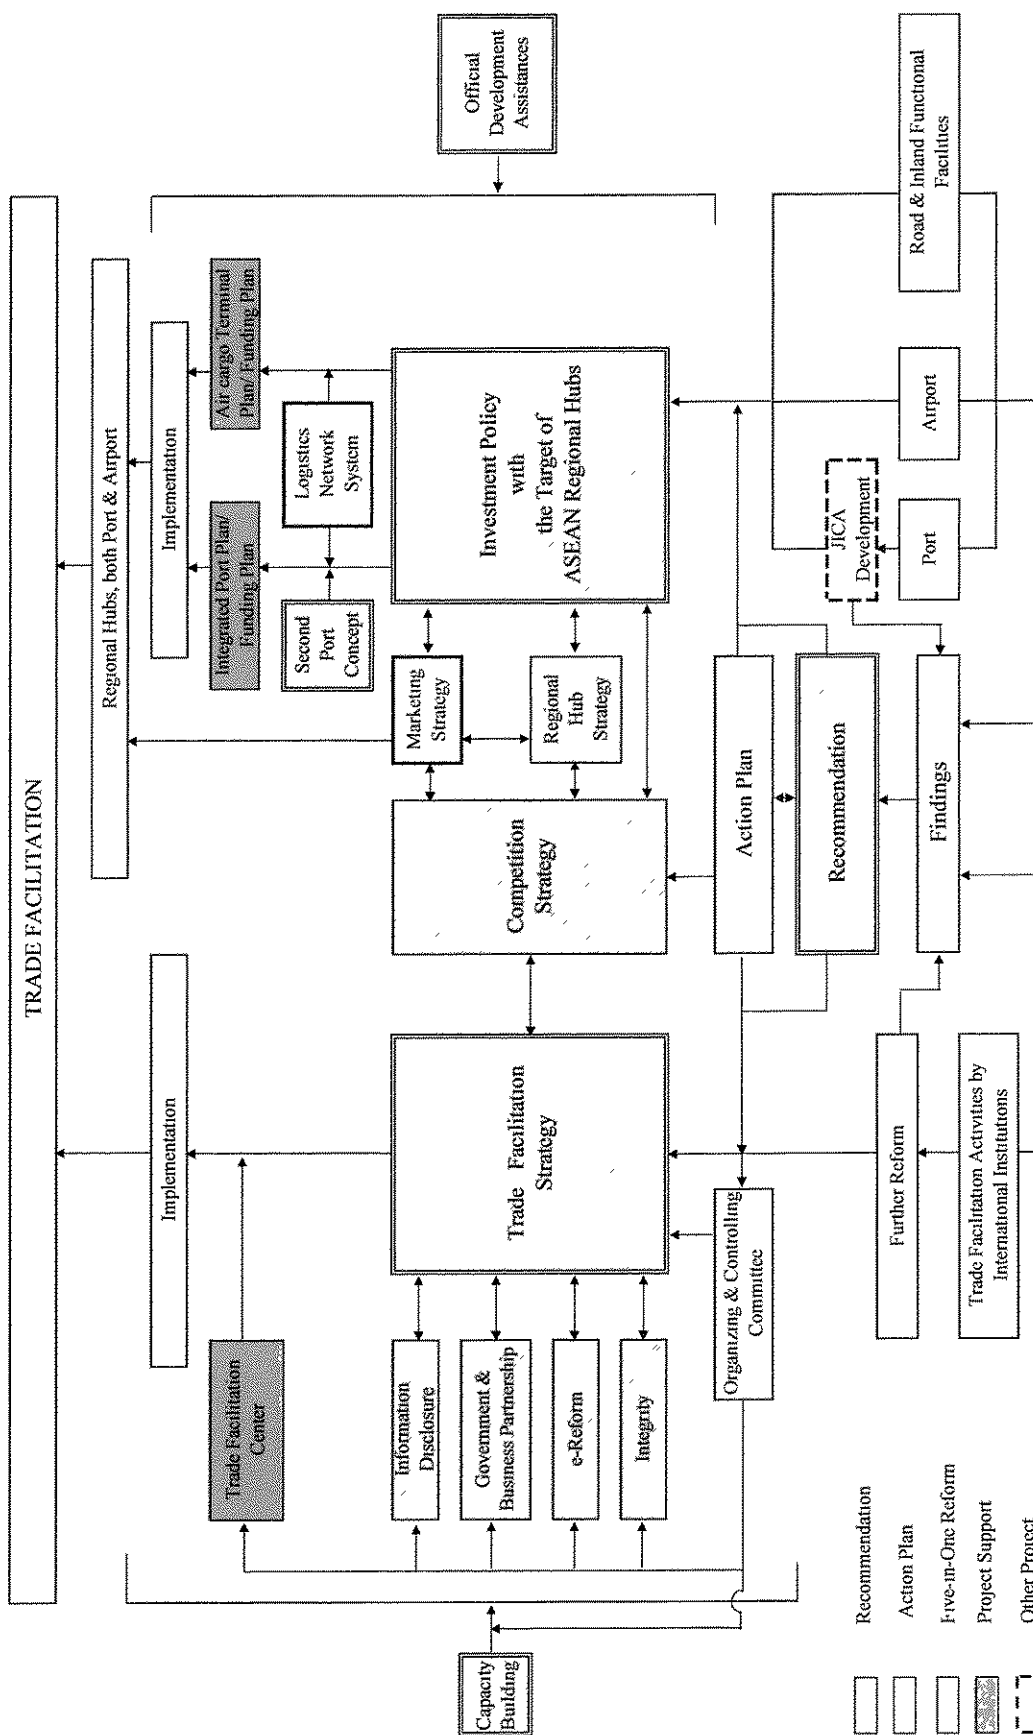 TRADE FACILITATION
Regional Hubs, both Port & Airport
Implementation
Implementation
Trade Facilitation
Center
Integrated Port Plan/
Funding Plan
Air cargo Terminal
Plan/ Funding Plan
Second
Port
Concept
Logistics
Network
System
Capacity
Building
Information
Disclosure
Government &
Business Partnership
e-Reform
Integrity
Trade Facilitation
Strategy
Competition
Strategy
Marketing
Strategy
Regional
Hub
Strategy
Investment Policy
with
the Target of
ASEAN Regional Hubs
Official
Development
Assistances
Organizing & Controlling
Committee
Action Plan
Recommendation
JICA
Development
Further Reform
Findings
Port
Airport
Road & Inland Functional
Facilities
Trade Facilitation Activities by
International Institutions
Recommendation
Action Plan
Five-in-One Reform
Project Support
Other Project